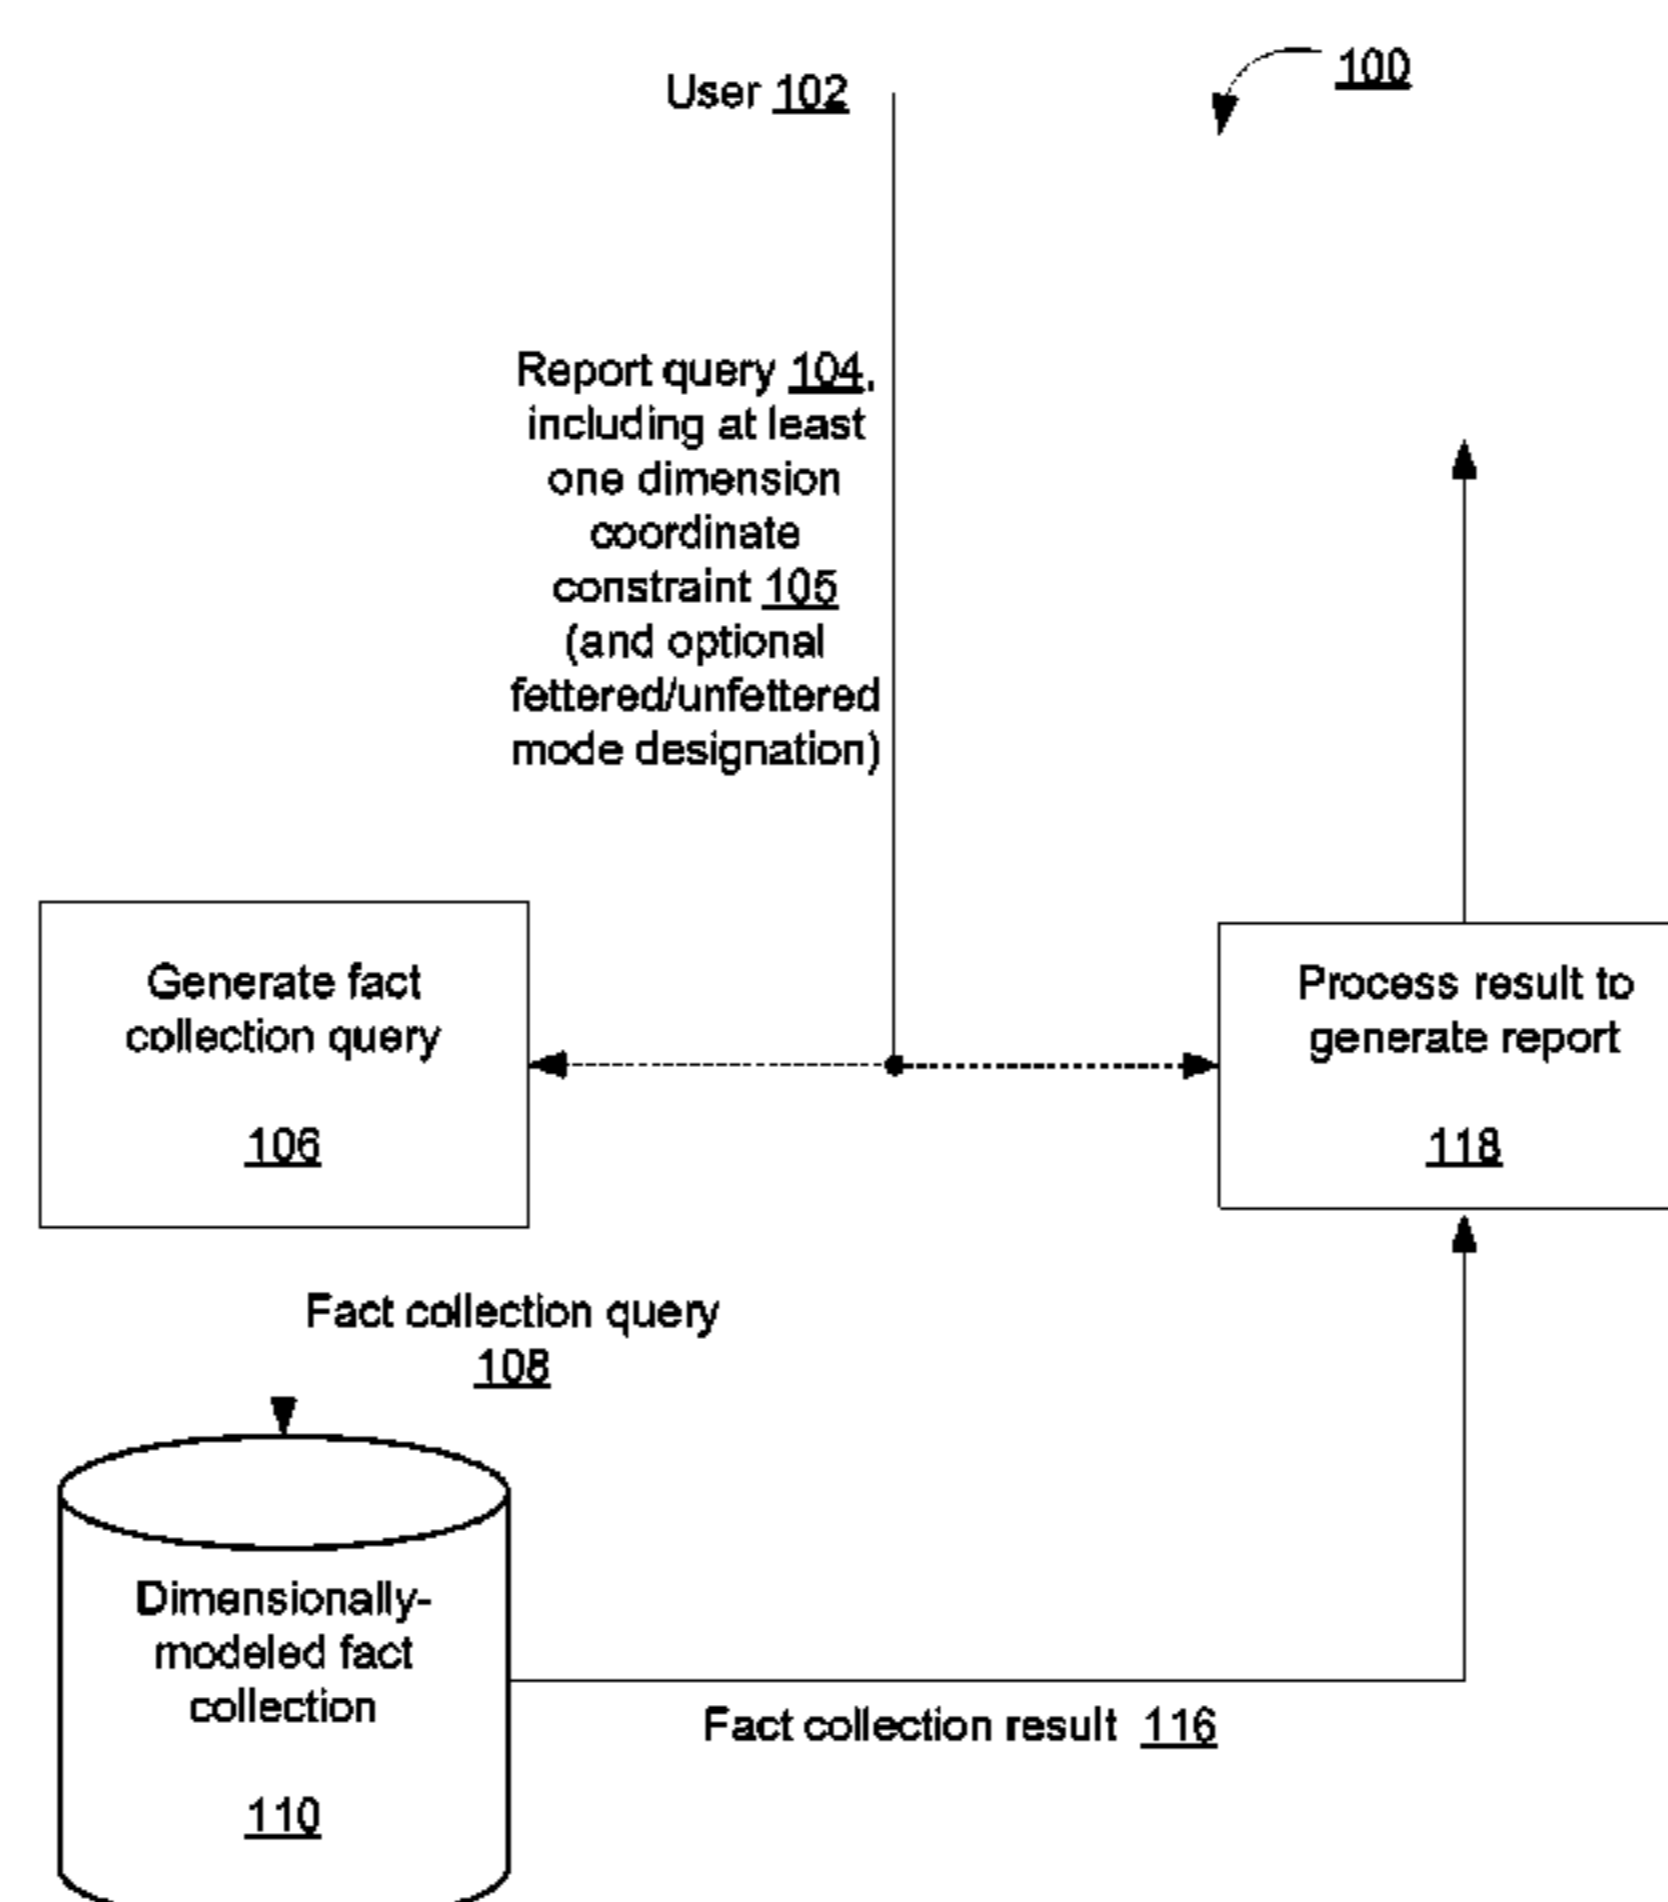 100
User 102
Report query 104,
including at least
one dimension
coordinate
constraint 105
(and optional
fettered/unfettered
mode designation)
Generate fact
collection query
106
Process result to
generate report
118
Fact collection query
108
Dimensionally-
modeled fact
collection
110
Fact collection result 116